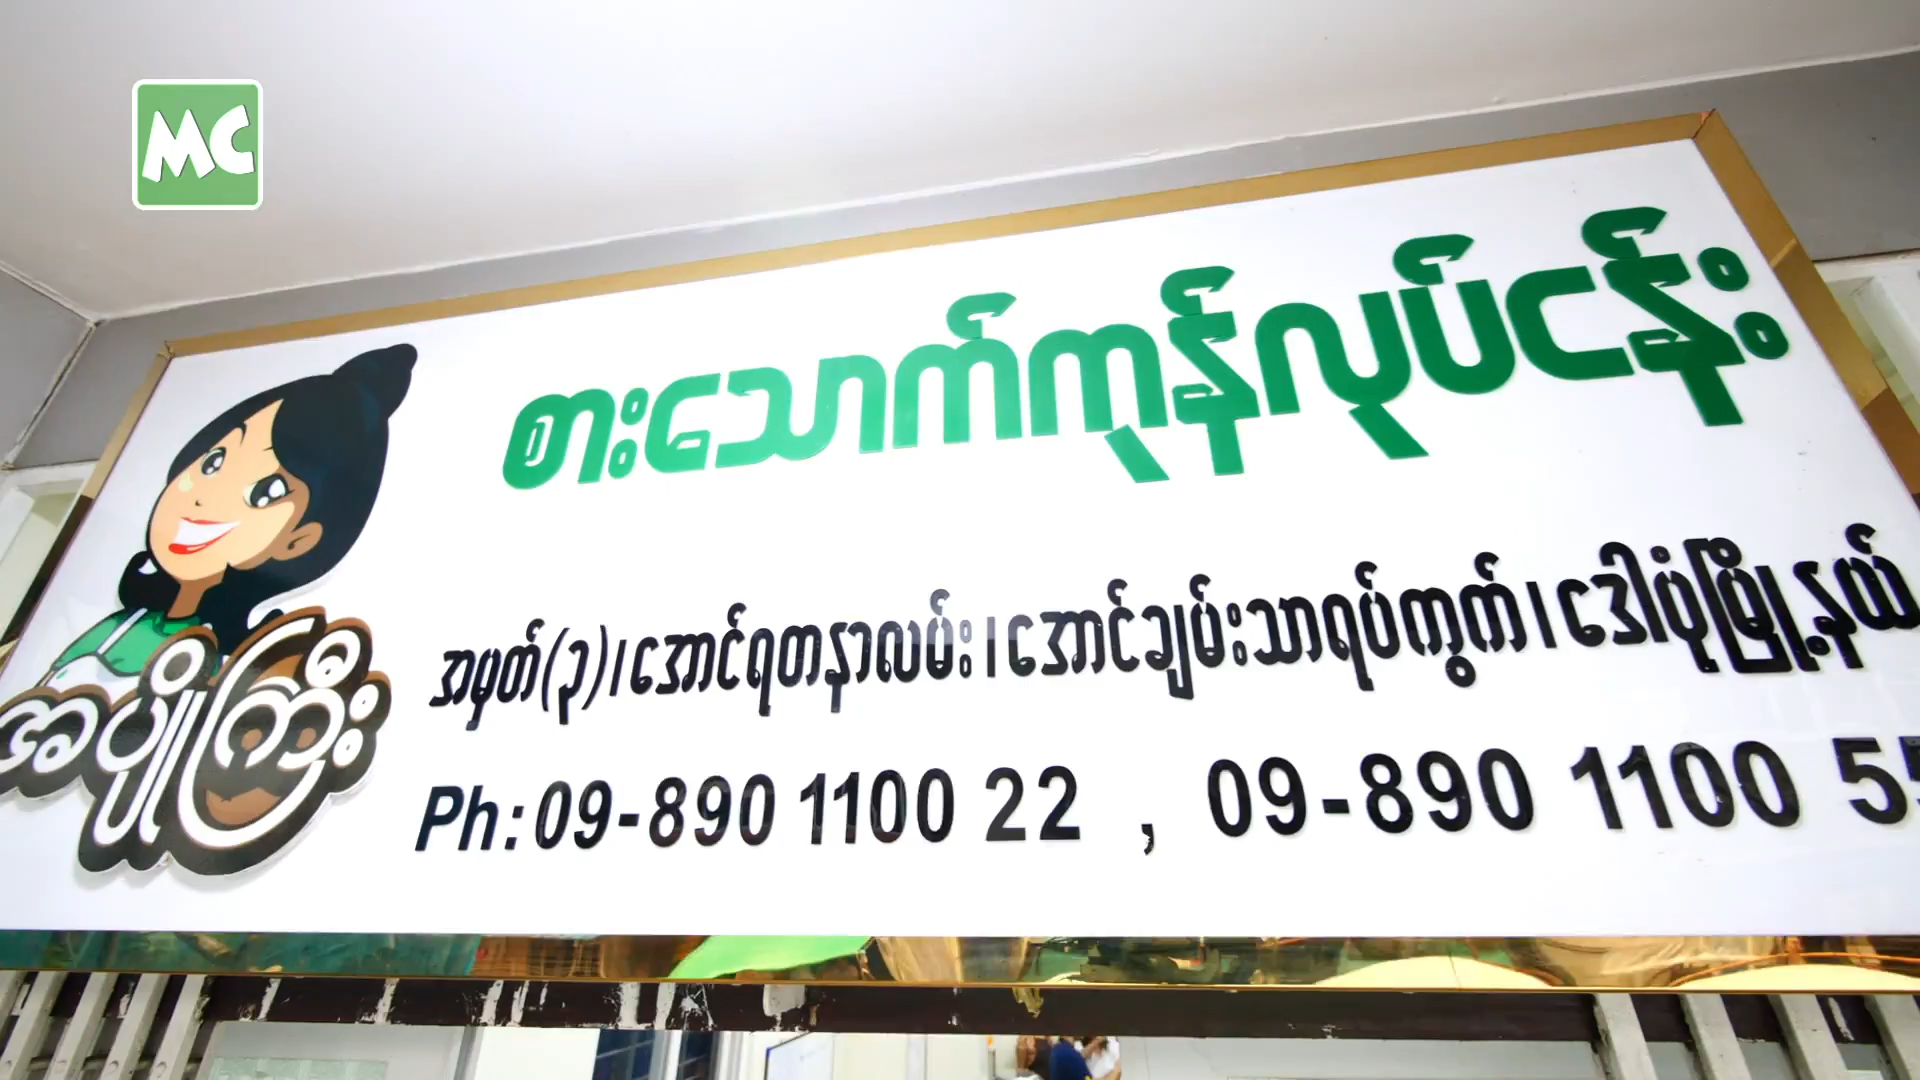 MC
စားသောက်ကုန်လုပ်ငန်း
အပျိုကြီး
အမှတ်(၃)၊အောင်ရတနာလမ်း၊အောင်ချမ်းသာရပ်ကွက်၊ဒေါပုံမြို့နယ်
Ph:09-890 1100 22 , 09-890 1100 55